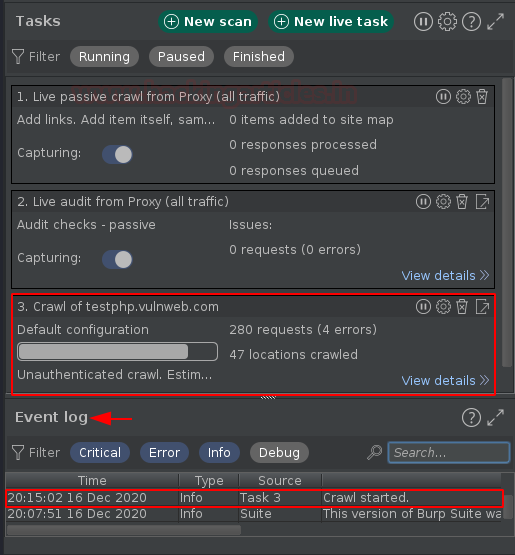 Tasks
New scan
New live task
Filter
Running
Paused
Finished
1. Live passive crawl from Proxy (all traffic)
Add links. Add item itself, sam...
0 items added to site map
0 responses processed
Capturing:
0 responses queued
2. Live audit from Proxy (all traffic)
Audit checks - passive
Issues:
0 requests (0 errors)
Capturing:
View details
3. Crawl of testphp.vulnweb.com
Default configuration
280 requests (4 errors)
47 locations crawled
Unauthenticated crawl. Estim...
View details
Event log
Filter
Critical
Error
Info
Debug
Search...
Time Type Source
20:15:02 16 Dec 2020 Info Task 3 Crawl started.
20:07:51 16 Dec 2020 Info Suite This version of Burp Suite wa